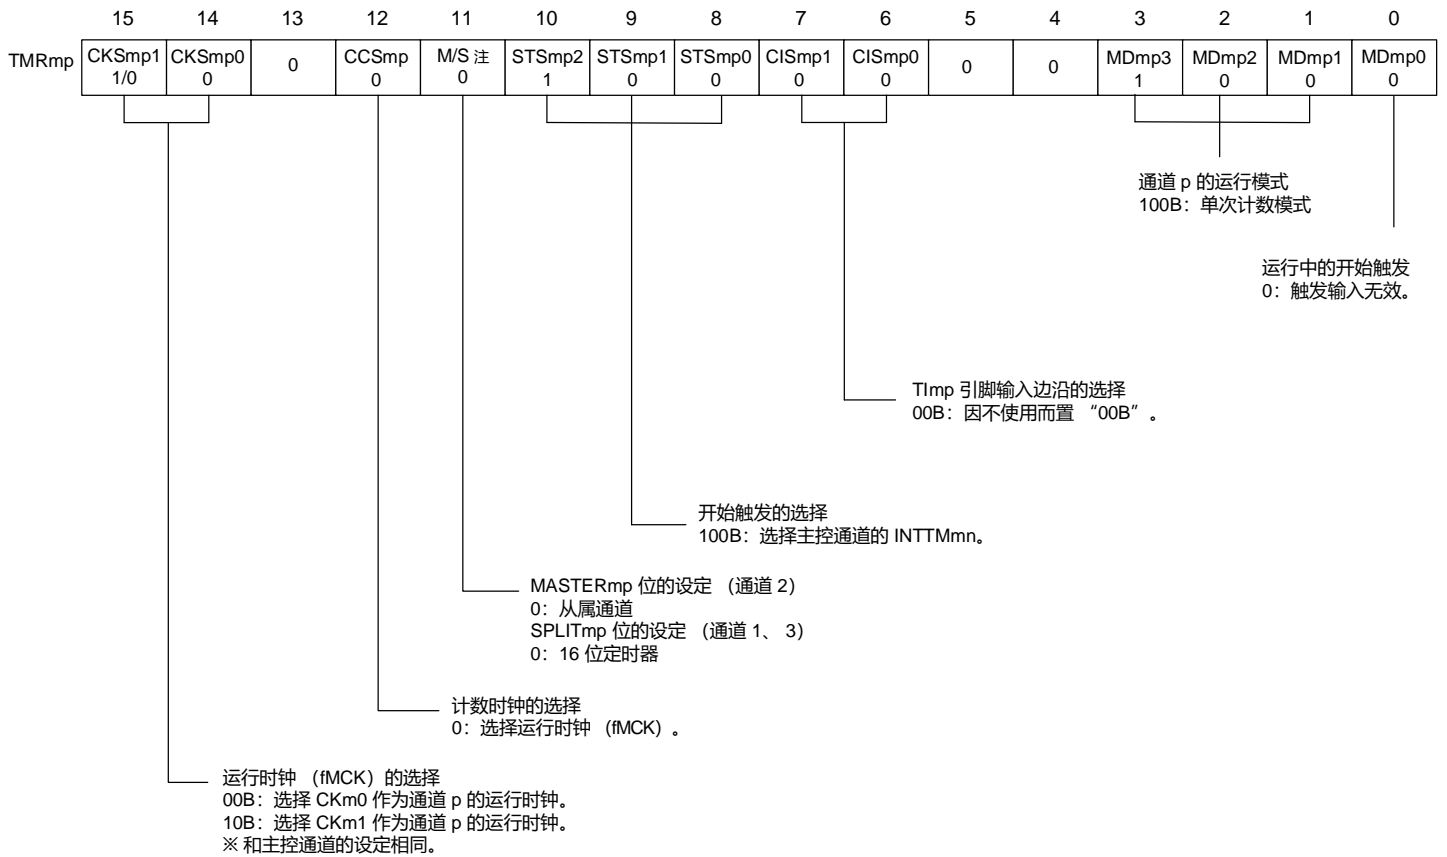 15 14 13 12 11 10 9 8 7 6 5 4 3 2 1 0
TMRmp CKSmp1 CKSmp0 0 CCSmp M/S 注 STSmp2 STSmp1 STSmp0 CISmp1 CISmp0 0 0 MDmp3 MDmp2 MDmp1 MDmp0
1/0 0 0 0 1 0 0 0 0 1 0 0 0
通道 p 的运行模式
100B：单次计数模式
运行中的开始触发
0：触发输入无效。
TImp 引脚输入边沿的选择
00B：因不使用而置 “00B”。
开始触发的选择
100B：选择主控通道的 INTTMmn。
MASTERmp 位的设定 （通道 2）
0：从属通道
SPLITmp 位的设定 （通道 1、 3）
0：16 位定时器
计数时钟的选择
0：选择运行时钟 （fMCK）。
运行时钟 （fMCK）的选择
00B：选择 CKm0 作为通道 p 的运行时钟。
10B：选择 CKm1 作为通道 p 的运行时钟。
※ 和主控通道的设定相同。